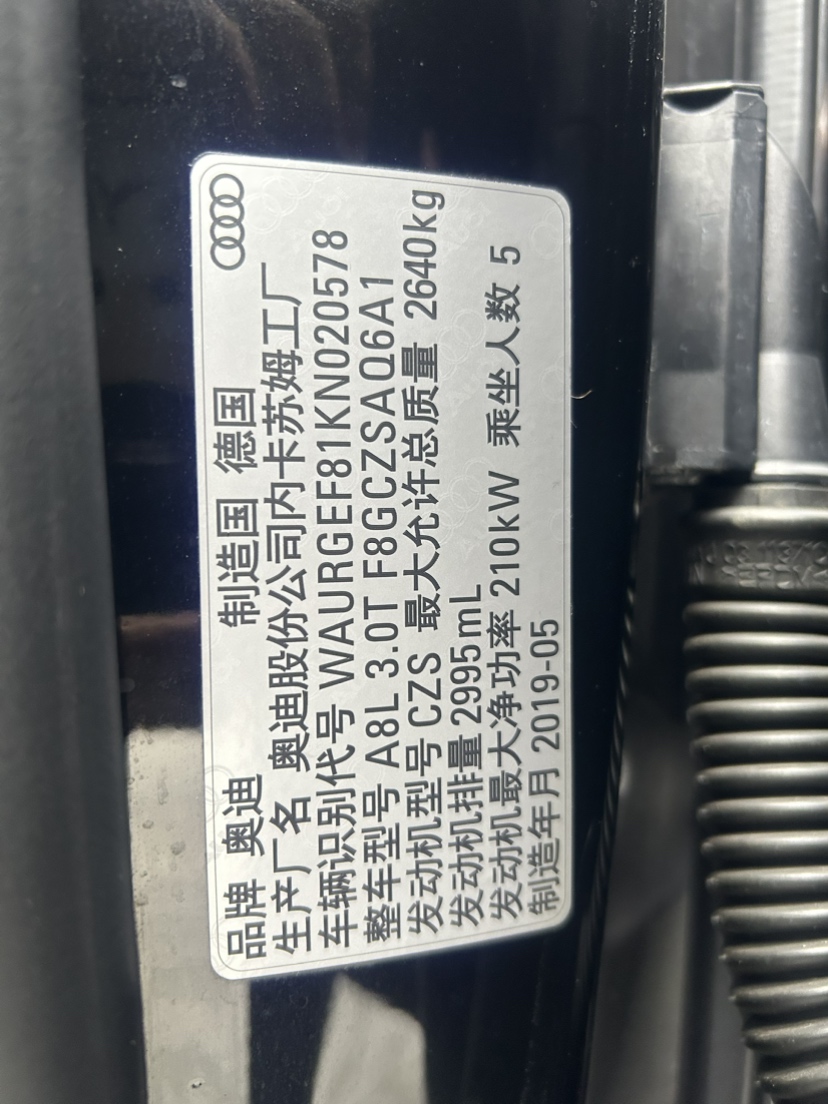 品牌 奥迪 制造国 德国
生产厂名 奥迪股份公司内卡苏姆工厂
车辆识别代号 WAURGEF81KN020578
整车型号 A8L 3.0T F8GCZSAQ6A1
发动机型号 CZS 最大允许总质量 2640kg
发动机排量 2995mL
发动机最大净功率 210kW 乘坐人数 5
制造年月 2019-05